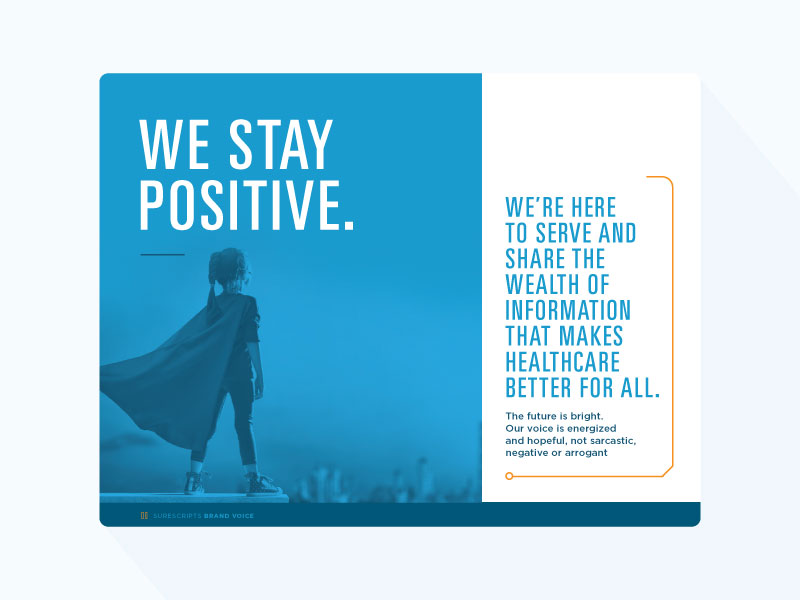 WE STAY
POSITIVE.
WE’RE HERE
TO SERVE AND
SHARE THE
WEALTH OF
INFORMATION
THAT MAKES
HEALTHCARE
BETTER FOR ALL.
The future is bright.
Our voice is energized
and hopeful, not sarcastic,
negative or arrogant
SURESCRIPTS BRAND VOICE